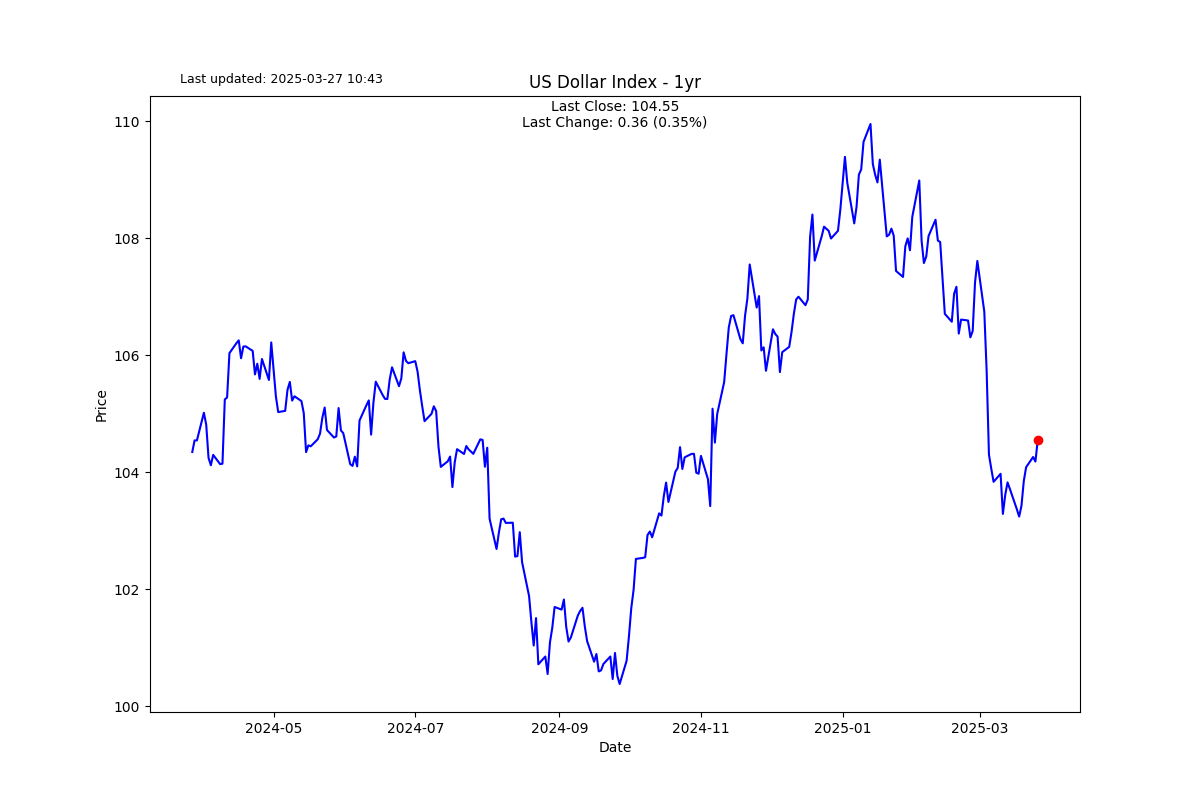 Last updated: 2025-03-27 10:43
US Dollar Index - 1yr
Last Close: 104.55
Last Change: 0.36 (0.35%)
110
108
106
104
102
100
Price
2024-05
2024-07
2024-09
2024-11
2025-01
2025-03
Date